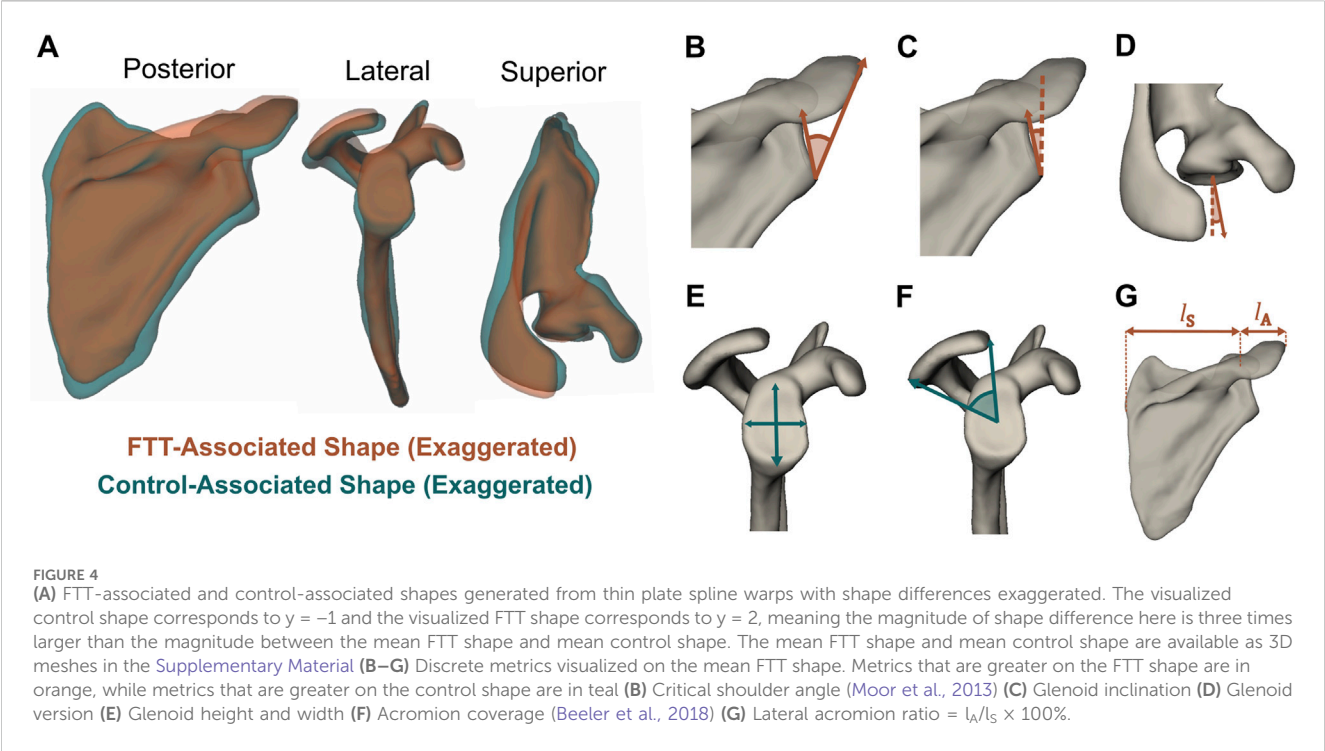 A
Posterior
Lateral
Superior
FTT-Associated Shape (Exaggerated)
Control-Associated Shape (Exaggerated)
B
C
D
E
F
G
lS
lA
FIGURE 4
(A) FTT-associated and control-associated shapes generated from thin plate spline warps with shape differences exaggerated. The visualized
control shape corresponds to y = −1 and the visualized FTT shape corresponds to y = 2, meaning the magnitude of shape difference here is three times
larger than the magnitude between the mean FTT shape and mean control shape. The mean FTT shape and mean control shape are available as 3D
meshes in the Supplementary Material (B–G) Discrete metrics visualized on the mean FTT shape. Metrics that are greater on the FTT shape are in
orange, while metrics that are greater on the control shape are in teal (B) Critical shoulder angle (Moor et al., 2013) (C) Glenoid inclination (D) Glenoid
version (E) Glenoid height and width (F) Acromion coverage (Beeler et al., 2018) (G) Lateral acromion ratio = lA/lS × 100%.